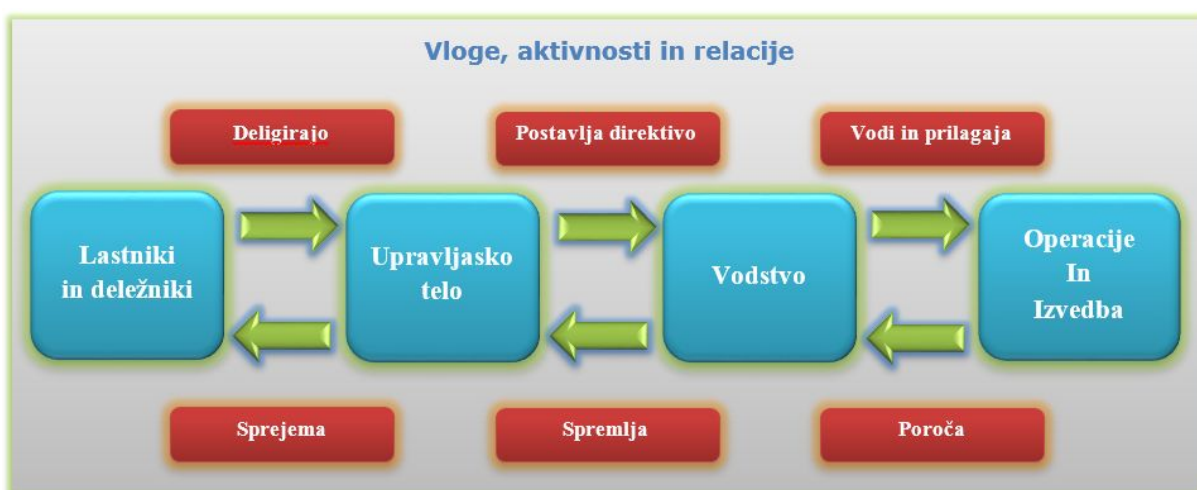 Vloge, aktivnosti in relacije
Deligirajo
Postavlja direktivo
Vodi in prilagaja
Lastniki
in deležniki
Upravljasko
telo
Vodstvo
Operacije
In
Izvedba
Sprejema
Spremlja
Poroča